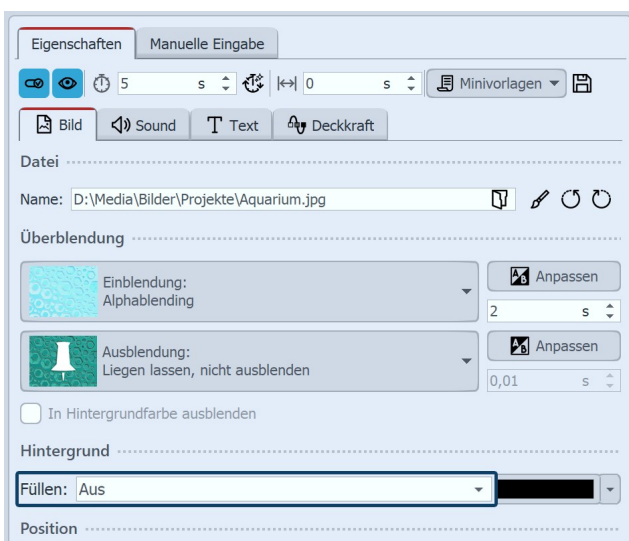 Eigenschaften Manuelle Eingabe
5 s 0 s Minivorlagen
Bild Sound T Text Deckkraft
Datei
Name: D:\Media\Bilder\Projekte\Aquarium.jpg
Überblendung
Einblendung:
Alphablending
Anpassen
2 s
Ausblendung:
Liegen lassen, nicht ausblenden
Anpassen
0,01 s
In Hintergrundfarbe ausblenden
Hintergrund
Füllen: Aus
Position